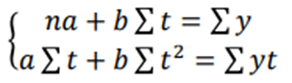 na + b ∑ t = ∑ y
a ∑ t + b ∑ t² = ∑ yt